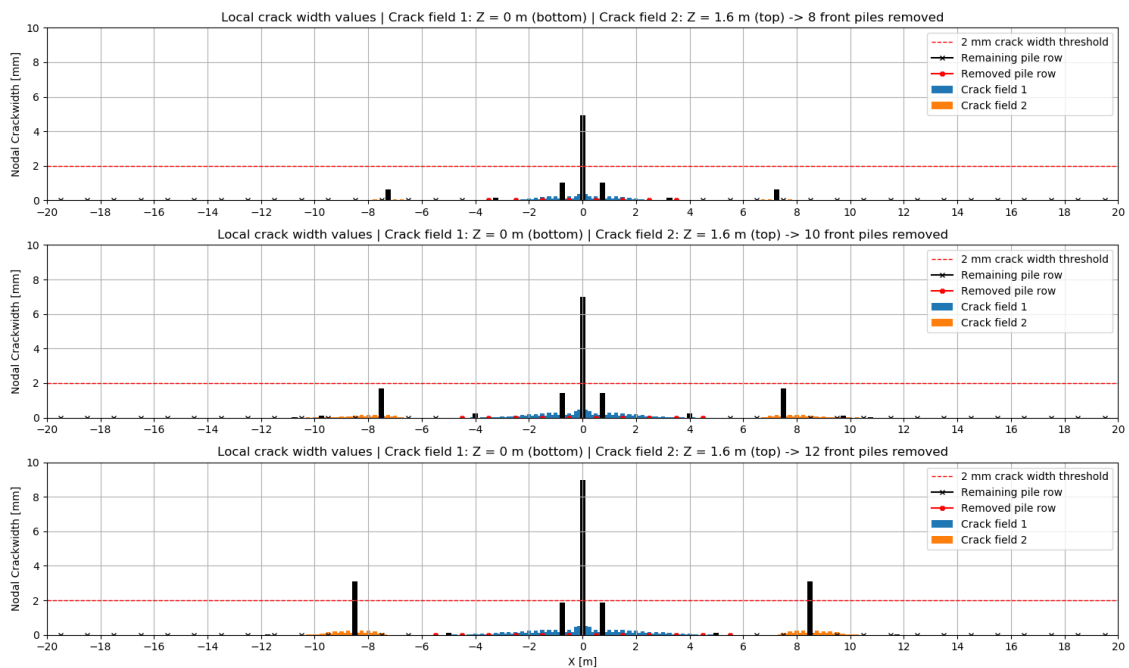 Local crack width values | Crack field 1: Z = 0 m (bottom) | Crack field 2: Z = 1.6 m (top) -> 8 front piles removed
10
8
6
4
2
0
Nodal Crackwidth [mm]
2 mm crack width threshold
Remaining pile row
Removed pile row
Crack field 1
Crack field 2
−20 −18 −16 −14 −12 −10 −8 −6 −4 −2 0 2 4 6 8 10 12 14 16 18 20
Local crack width values | Crack field 1: Z = 0 m (bottom) | Crack field 2: Z = 1.6 m (top) -> 10 front piles removed
10
8
6
4
2
0
Nodal Crackwidth [mm]
2 mm crack width threshold
Remaining pile row
Removed pile row
Crack field 1
Crack field 2
−20 −18 −16 −14 −12 −10 −8 −6 −4 −2 0 2 4 6 8 10 12 14 16 18 20
Local crack width values | Crack field 1: Z = 0 m (bottom) | Crack field 2: Z = 1.6 m (top) -> 12 front piles removed
10
8
6
4
2
0
Nodal Crackwidth [mm]
2 mm crack width threshold
Remaining pile row
Removed pile row
Crack field 1
Crack field 2
−20 −18 −16 −14 −12 −10 −8 −6 −4 −2 0 2 4 6 8 10 12 14 16 18 20
X [m]